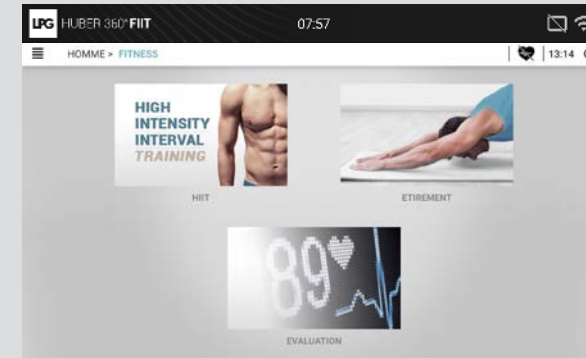 LPG HUBER 360° FIIT 07:57
HOMME > FITNESS 13:14
HIGH
INTENSITY
INTERVAL
TRAINING
HIIT
ETIREMENT
89
EVALUATION